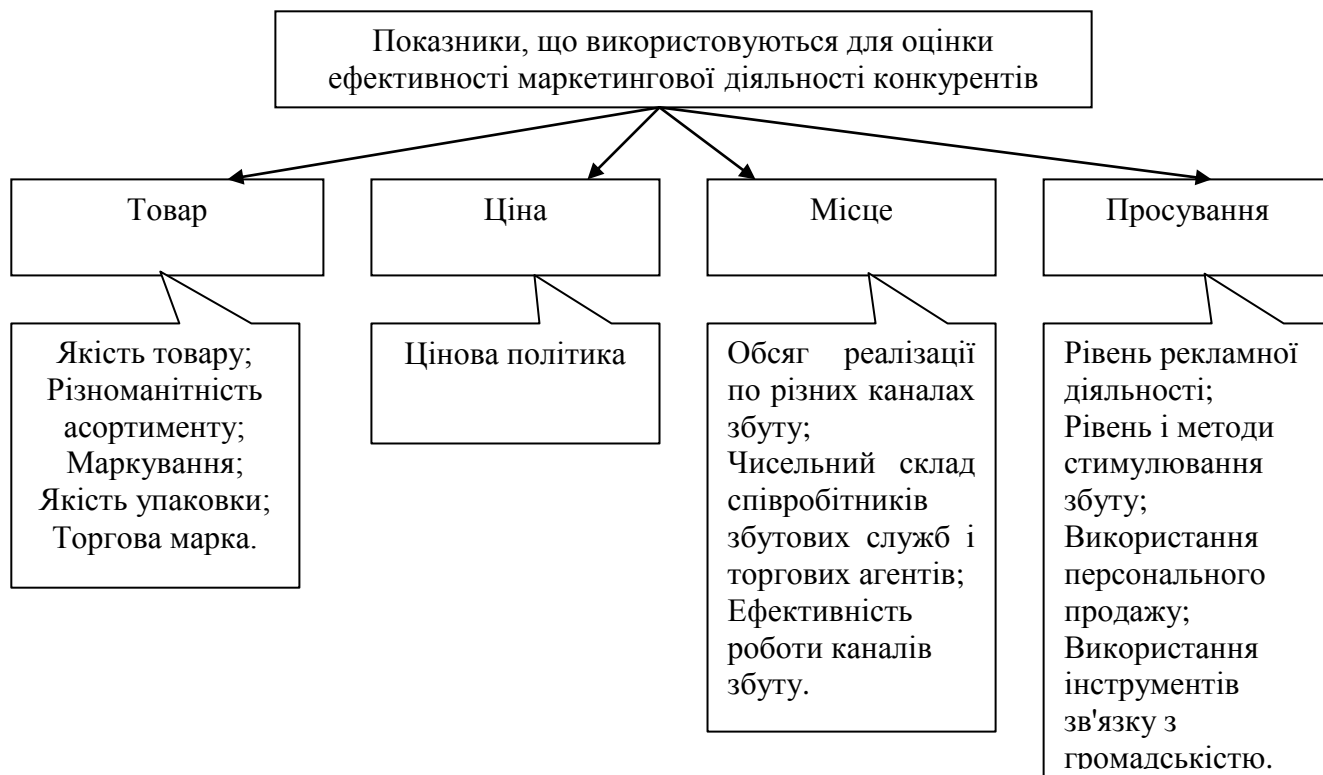 Показники, що використовуються для оцінки
ефективності маркетингової діяльності конкурентів
Товар
Ціна
Місце
Просування
Якість товару;
Різноманітність
асортименту;
Маркування;
Якість упаковки;
Торгова марка.
Цінова політика
Обсяг реалізації
по різних каналах
збуту;
Чисельний склад
співробітників
збутових служб і
торгових агентів;
Ефективність
роботи каналів
збуту.
Рівень рекламної
діяльності;
Рівень і методи
стимулювання
збуту;
Використання
персонального
продажу;
Використання
інструментів
зв'язку з
громадськістю.